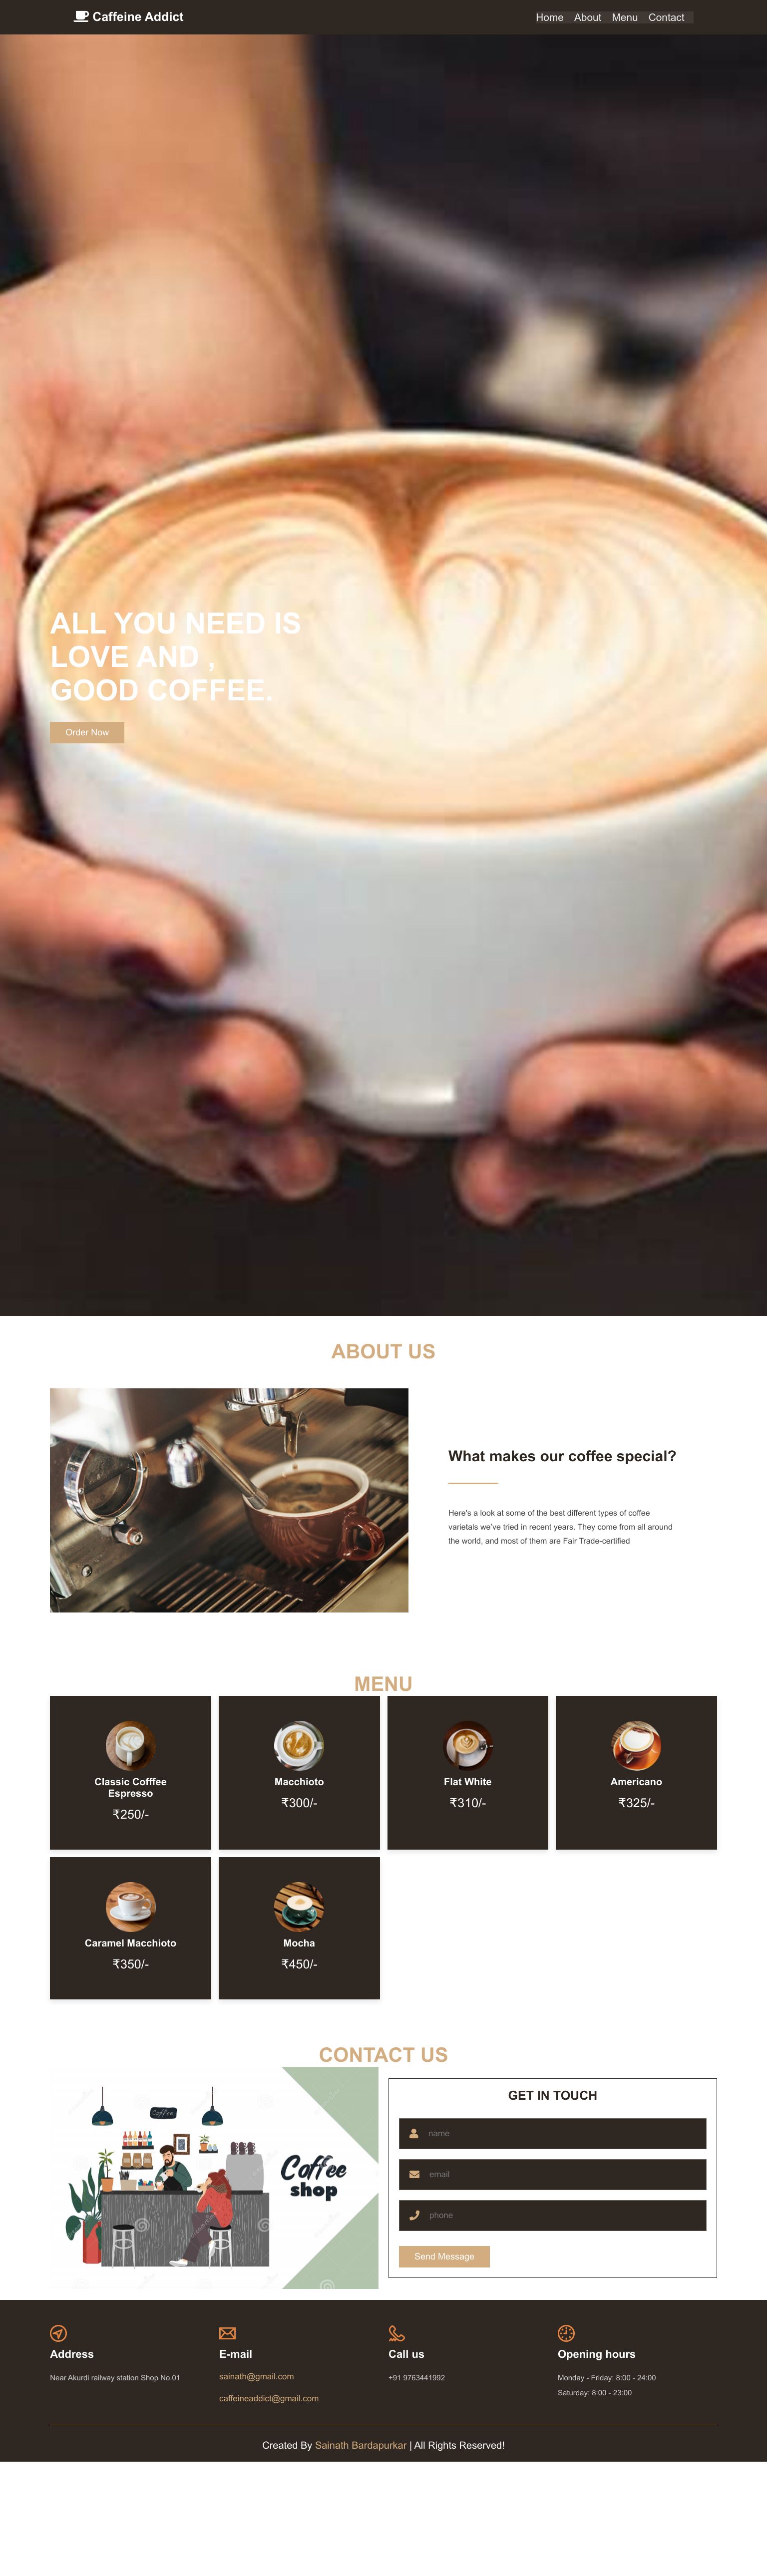 Caffeine Addict
Home About Menu Contact
ALL YOU NEED IS
LOVE AND ,
GOOD COFFEE.
Order Now
ABOUT US
What makes our coffee special?
Here's a look at some of the best different types of coffee
varietals we've tried in recent years. They come from all around
the world, and most of them are Fair Trade-certified
MENU
Classic Cofffee
Espresso
₹250/-
Macchioto
₹300/-
Flat White
₹310/-
Americano
₹325/-
Caramel Macchioto
₹350/-
Mocha
₹450/-
CONTACT US
Coffee
Coffee
shop
GET IN TOUCH
name
email
phone
Send Message
Address
Near Akurdi railway station Shop No.01
E-mail
sainath@gmail.com
caffeineaddict@gmail.com
Call us
+91 9763441992
Opening hours
Monday - Friday: 8:00 - 24:00
Saturday: 8:00 - 23:00
Created By Sainath Bardapurkar | All Rights Reserved!